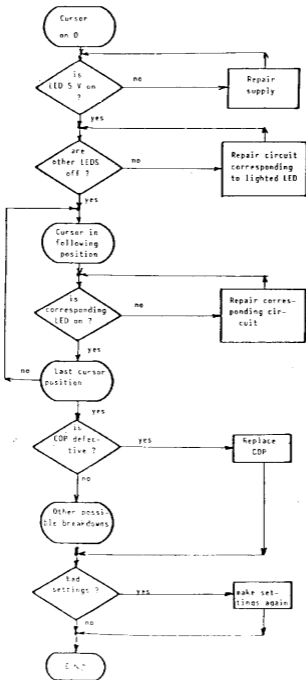 Cursor
on 0
is
LED 5 V on
?
no
Repair
supply
yes
are
other LEDS
off ?
no
Repair circuit
corresponding
to lighted LED
yes
Cursor in
following
position
is
corresponding
LED on ?
no
Repair corres-
ponding cir-
cuit
yes
no
Last cursor
position
yes
is
CDP defec-
tive ?
yes
Replace
CDP
no
Other possi-
ble breakdowns
Bad
settings ?
yes
make set-
tings again
no